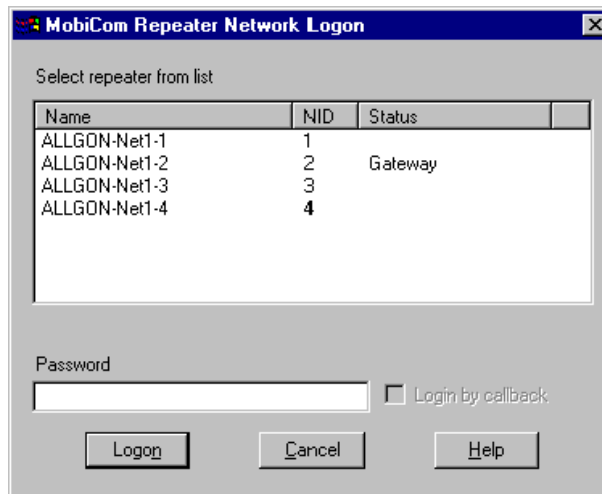 MobiCom Repeater Network Logon
Select repeater from list
Name NID Status
ALLGON-Net1-1 1
ALLGON-Net1-2 2 Gateway
ALLGON-Net1-3 3
ALLGON-Net1-4 4
Password
Login by callback
Logon Cancel Help